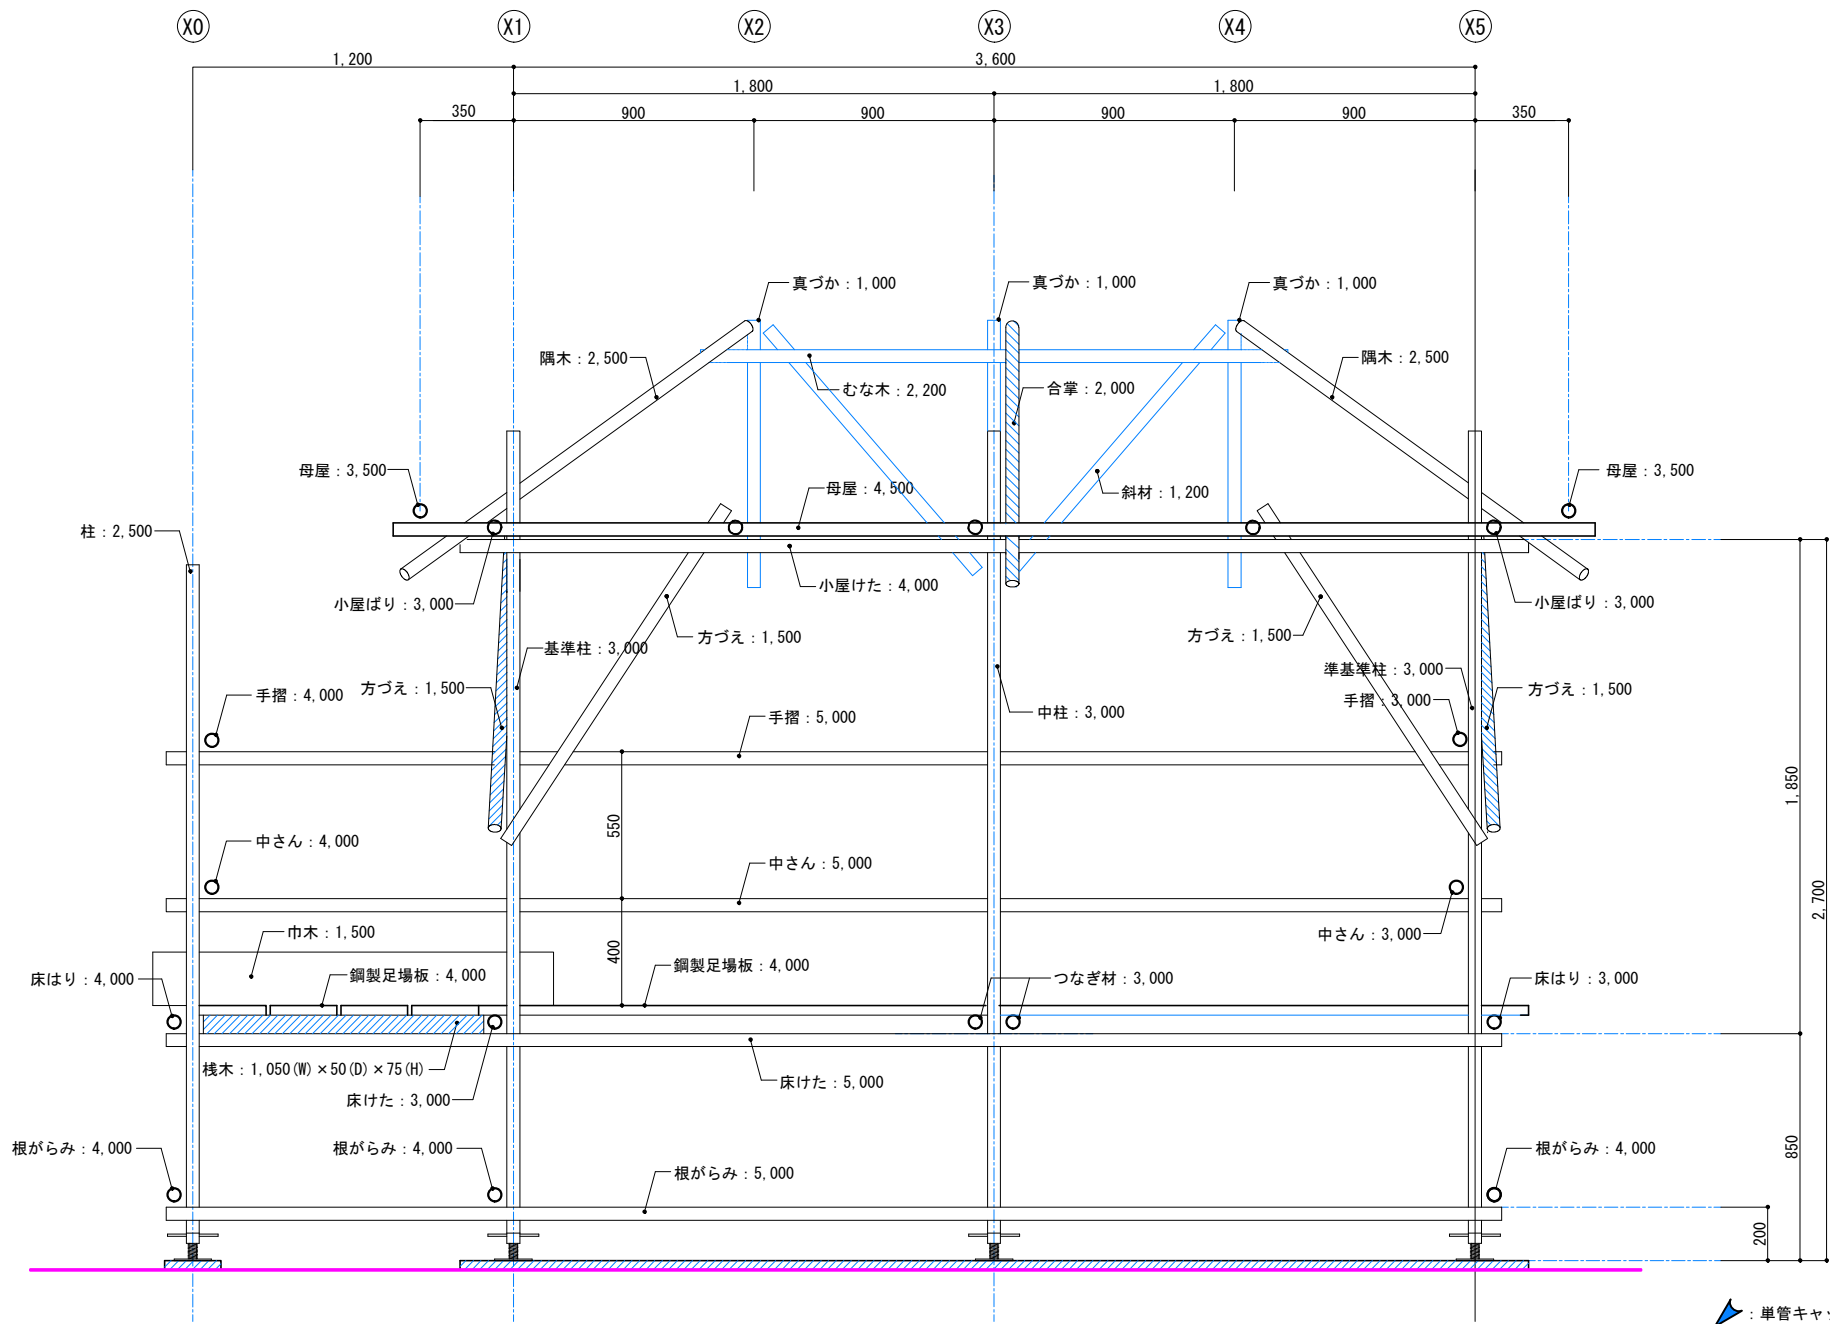 X0 X1 X2 X3 X4 X5
1,200 3,600
1,800 1,800
350 900 900 900 900 350
真づか：1,000 真づか：1,000 真づか：1,000
隅木：2,500 隅木：2,500
むな木：2,200 合掌：2,000
母屋：3,500 母屋：4,500 斜材：1,200 母屋：3,500
柱：2,500
小屋ばり：3,000 小屋けた：4,000 小屋ばり：3,000
方づえ：1,500 方づえ：1,500
基準柱：3,000 準基準柱：3,000
手摺：4,000 方づえ：1,500 手摺：3,000 方づえ：1,500
手摺：5,000 中柱：3,000
1,850
550
中さん：4,000 中さん：5,000
2,700
巾木：1,500 400 中さん：3,000
床はり：4,000 鋼製足場板：4,000 鋼製足場板：4,000 つなぎ材：3,000 床はり：3,000
桟木：1,050(W)×50(D)×75(H) 床けた：5,000
床けた：3,000
根がらみ：4,000 根がらみ：4,000 根がらみ：4,000
850
根がらみ：5,000
200
：単管キャッ